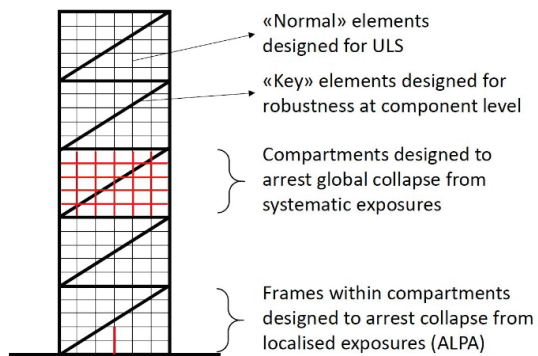 «Normal» elements
designed for ULS
«Key» elements designed for
robustness at component level
Compartments designed to
arrest global collapse from
systematic exposures
Frames within compartments
designed to arrest collapse from
localised exposures (ALPA)